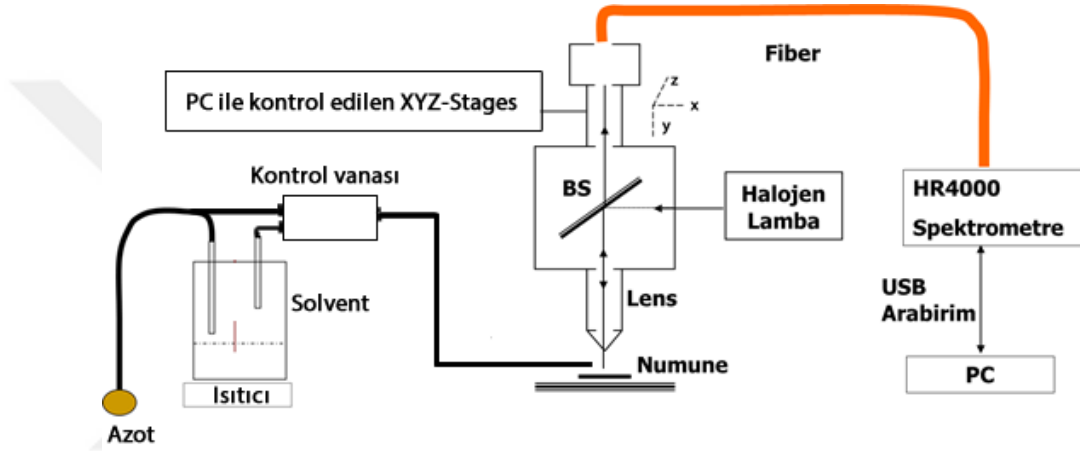 Fiber
PC ile kontrol edilen XYZ-Stages
z
x
y
Kontrol vanası
BS
Halojen
Lamba
HR4000
Spektrometre
Solvent
Lens
USB
Arabirim
Numune
PC
Isıtıcı
Azot